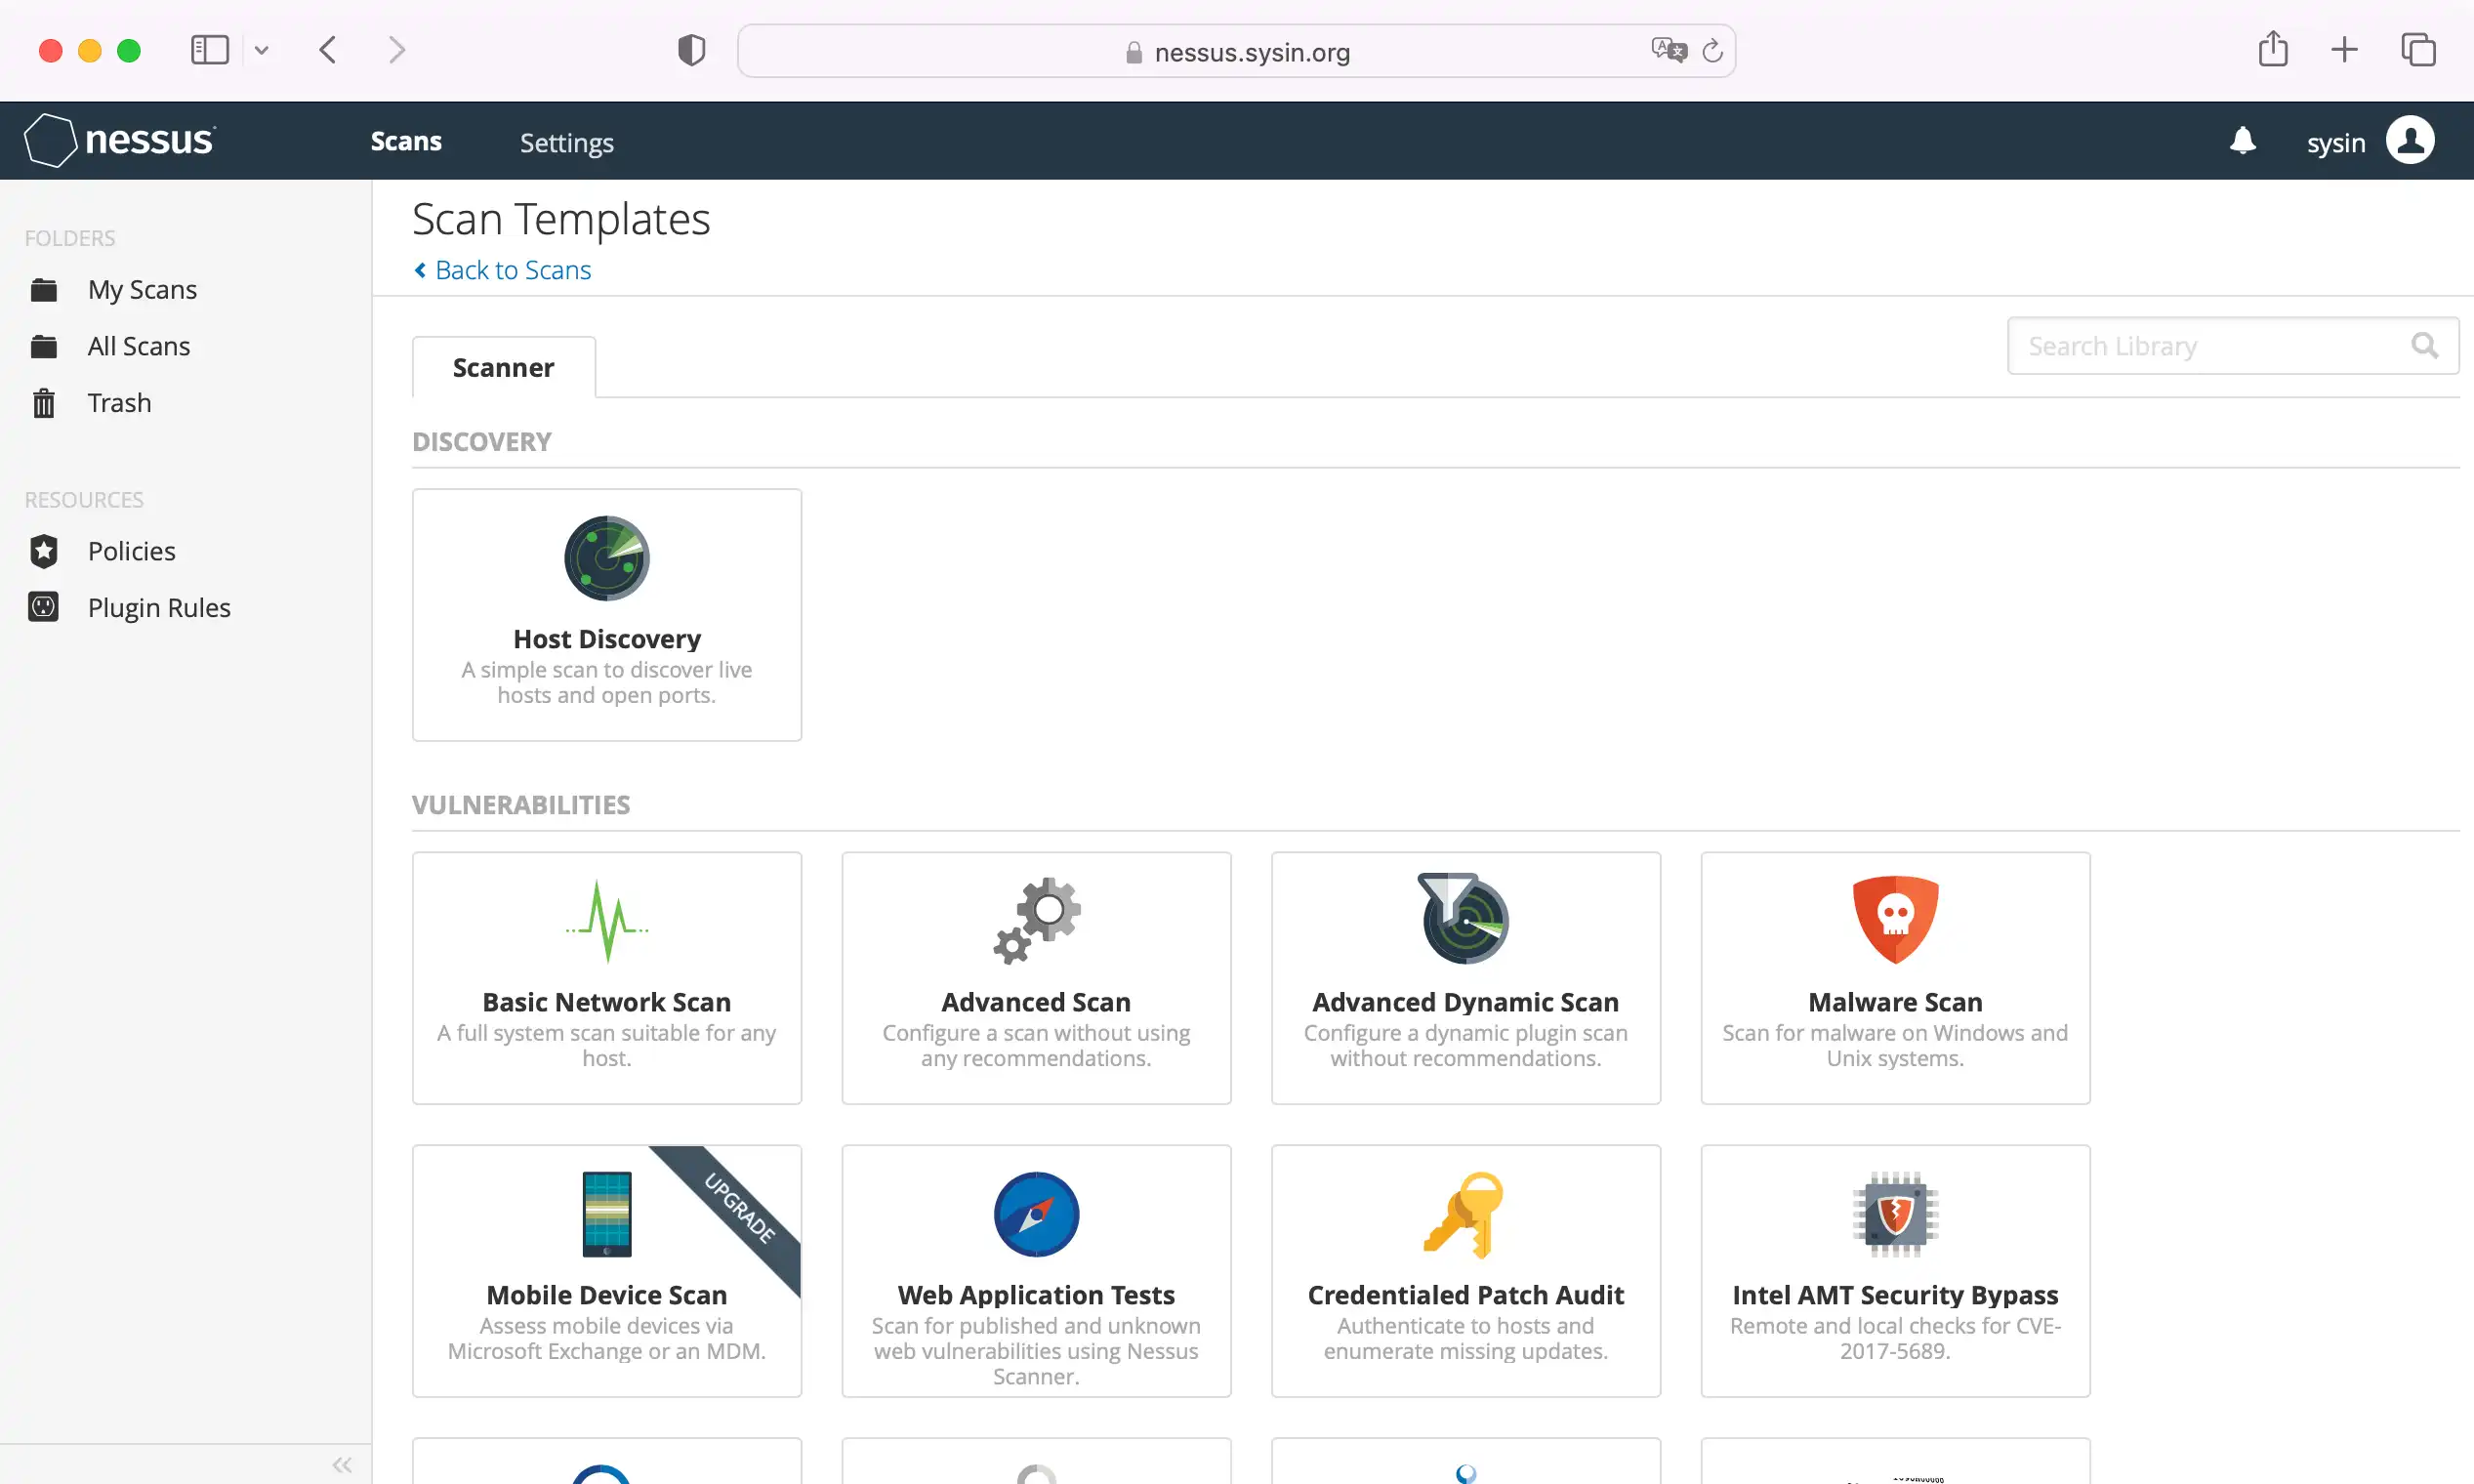 nessus.sysin.org
nessus
Scans
Settings
sysin
FOLDERS
My Scans
All Scans
Trash
RESOURCES
Policies
Plugin Rules
Scan Templates
Back to Scans
Scanner
Search Library
DISCOVERY
Host Discovery
A simple scan to discover live
hosts and open ports.
VULNERABILITIES
Basic Network Scan
A full system scan suitable for any
host.
Advanced Scan
Configure a scan without using
any recommendations.
Advanced Dynamic Scan
Configure a dynamic plugin scan
without recommendations.
Malware Scan
Scan for malware on Windows and
Unix systems.
UPGRADE
Mobile Device Scan
Assess mobile devices via
Microsoft Exchange or an MDM.
Web Application Tests
Scan for published and unknown
web vulnerabilities using Nessus
Scanner.
Credentialed Patch Audit
Authenticate to hosts and
enumerate missing updates.
Intel AMT Security Bypass
Remote and local checks for CVE-
2017-5689.